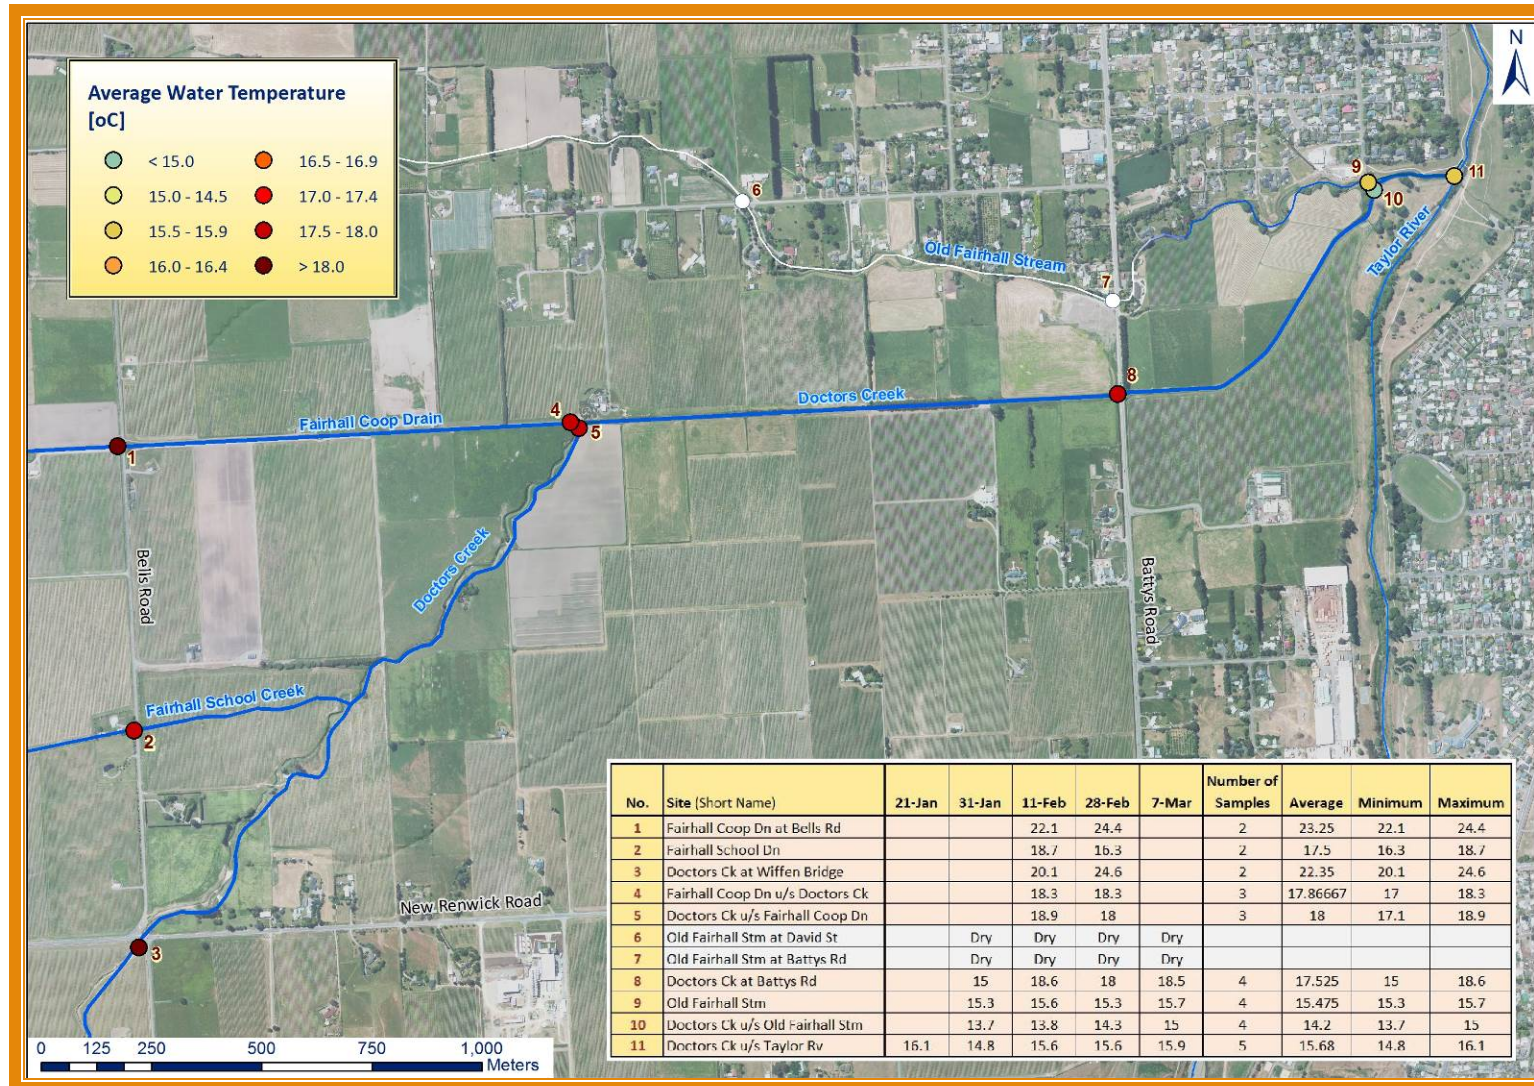 N
Average Water Temperature
[oC]
< 15.0
16.5 - 16.9
15.0 - 14.5
17.0 - 17.4
15.5 - 15.9
17.5 - 18.0
16.0 - 16.4
> 18.0
6
9
11
10
Old Fairhall Stream
Taylor River
7
8
Doctors Creek
4
Fairhall Coop Drain
5
1
Doctors Creek
Bells Road
Battys Road
Fairhall School Creek
2
New Renwick Road
3
0 125 250 500 750 1,000
Meters
No. Site (Short Name) 21-Jan 31-Jan 11-Feb 28-Feb 7-Mar Number of Samples Average Minimum Maximum
1 Fairhall Coop Dn at Bells Rd 22.1 24.4 2 23.25 22.1 24.4
2 Fairhall School Dn 18.7 16.3 2 17.5 16.3 18.7
3 Doctors Ck at Wiffen Bridge 20.1 24.6 2 22.35 20.1 24.6
4 Fairhall Coop Dn u/s Doctors Ck 18.3 18.3 3 17.86667 17 18.3
5 Doctors Ck u/s Fairhall Coop Dn 18.9 18 3 18 17.1 18.9
6 Old Fairhall Stm at David St Dry Dry Dry Dry
7 Old Fairhall Stm at Battys Rd Dry Dry Dry Dry
8 Doctors Ck at Battys Rd 15 18.6 18 18.5 4 17.525 15 18.6
9 Old Fairhall Stm 15.3 15.6 15.3 15.7 4 15.475 15.3 15.7
10 Doctors Ck u/s Old Fairhall Stm 13.7 13.8 14.3 15 4 14.2 13.7 15
11 Doctors Ck u/s Taylor Rv 16.1 14.8 15.6 15.6 15.9 5 15.68 14.8 16.1